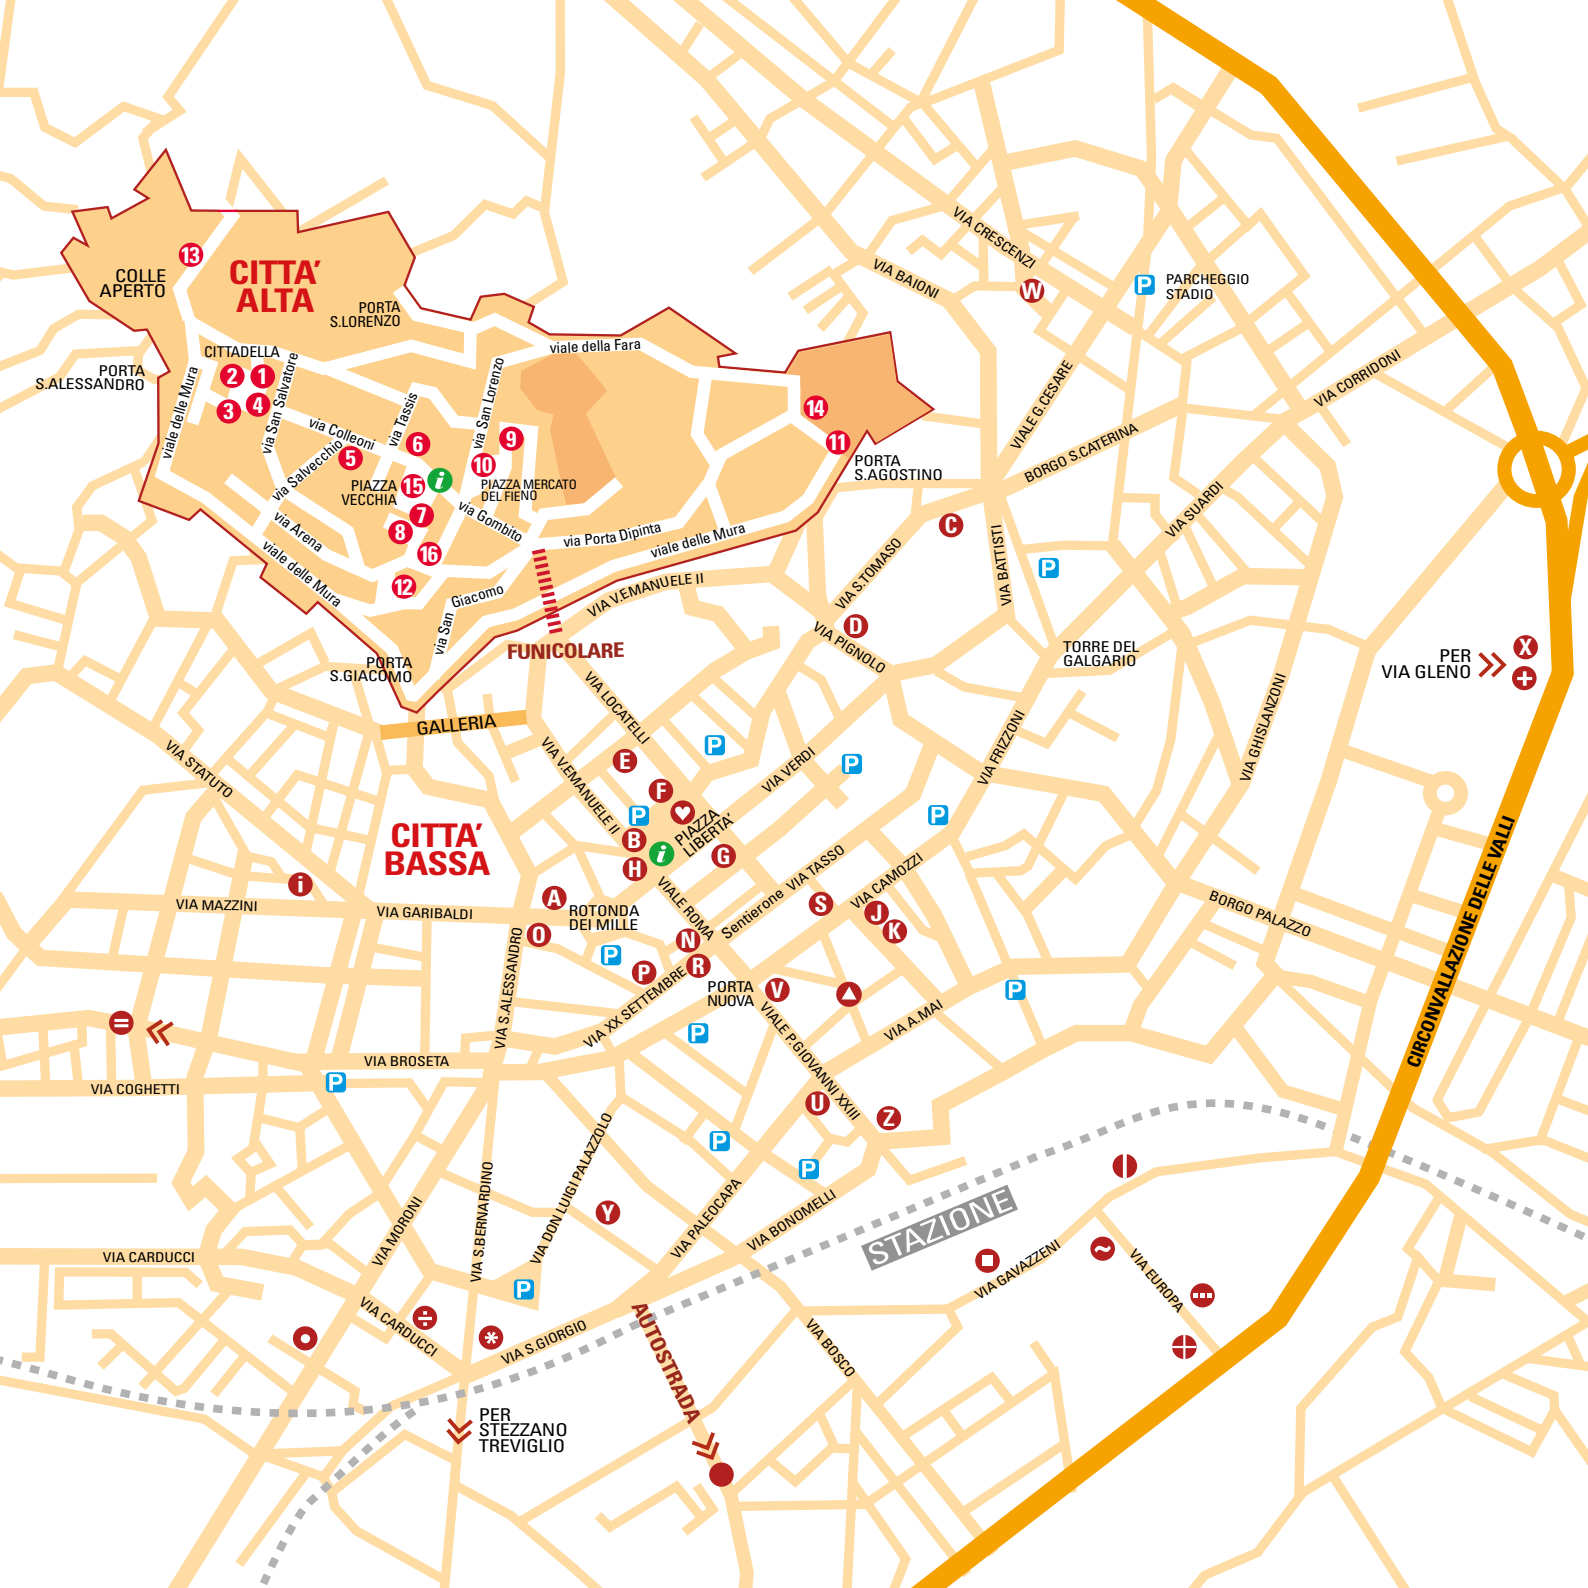 CITTA'
ALTA
COLLE
APERTO
13
PORTA
S.LORENZO
CITTADELLA
2
1
3
4
PORTA
S.ALESSANDRO
viale delle Mura
via San Salvatore
via Colleoni
via Tassis
via San Lorenzo
viale della Fara
5
6
9
10
via Salvecchio
PIAZZA
VECCHIA
15
i
PIAZZA MERCATO
DEL FIENO
7
8
16
12
via Gombito
via Arena
viale delle Mura
via Porta Dipinta
viale delle Mura
via San Giacomo
14
11
PORTA
S.AGOSTINO
PORTA
S.GIACOMO
FUNICOLARE
GALLERIA
VIA V.EMANUELE II
VIA CRESCENZI
VIA BAIONI
W
P
PARCHEGGIO
STADIO
VIALE G.CESARE
VIA CORRIDONI
BORGO S.CATERINA
VIA SUARDI
C
VIA BATTISTI
P
VIA S.TOMASO
D
VIA PIGNOLO
TORRE DEL
GALGARIO
PER
VIA GLENO
X
+
VIA LOCATELLI
VIA V.EMANUELE II
VIA STATUTO
VIA VERDI
VIA FRIZZONI
VIA GHISLANZONI
E
P
P
F
P
P
B
i
H
PIAZZA
LIBERTA'
G
CITTA'
BASSA
i
VIA MAZZINI
VIA GARIBALDI
A
ROTONDA
DEI MILLE
O
VIALE ROMA
Sentierone
VIA TASSO
VIA CAMOZZI
S
J
K
BORGO PALAZZO
CIRCONVALLAZIONE DELLE VALLI
N
R
P
P
VIA S.ALESSANDRO
VIA XX SETTEMBRE
PORTA
NUOVA
V
P
P
VIA A.MAI
VIALE P.GIOVANNI XXIII
=
VIA BROSETA
VIA COGHETTI
P
U
Z
P
P
VIA DON LUIGI PALAZZOLO
VIA S.BERNARDINO
VIA MORONI
Y
VIA PALEOCAPA
VIA BONOMELLI
STAZIONE
VIA CARDUCCI
VIA CARDUCCI
÷
*
P
VIA S.GIORGIO
AUTOSTRADA
VIA BOSCO
VIA GAVAZZENI
~
VIA EUROPA
PER
STEZZANO
TREVIGLIO